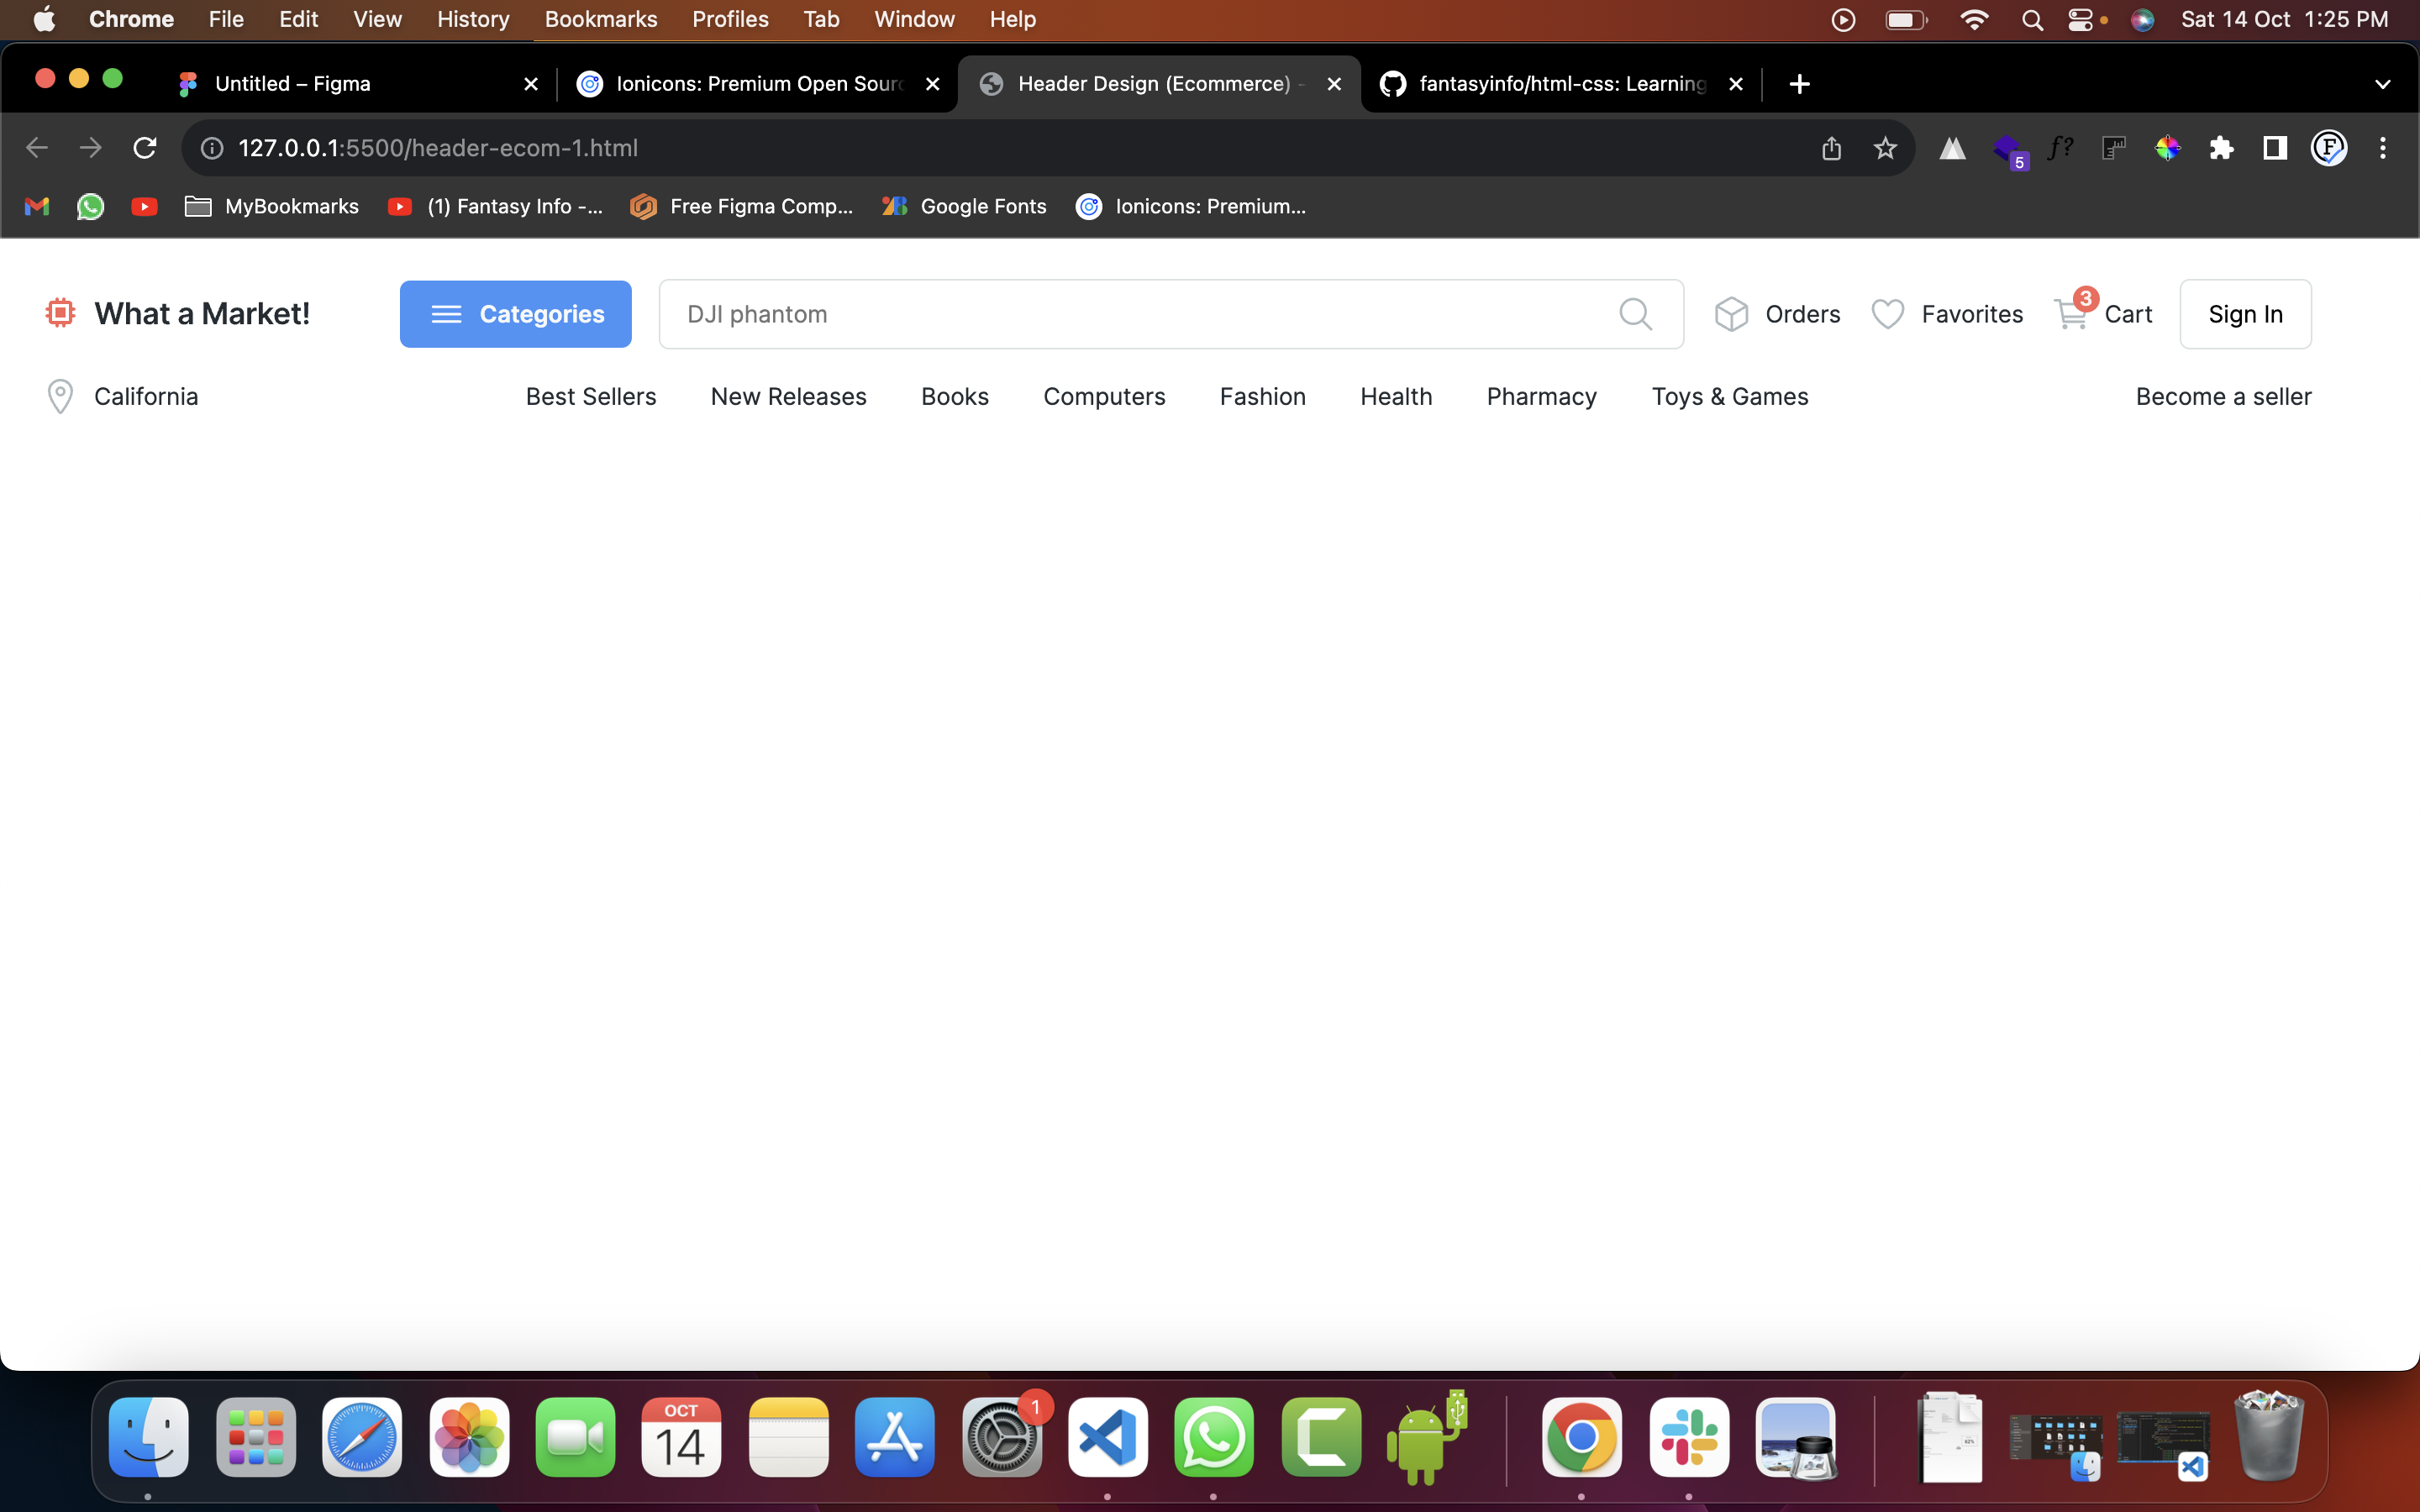 Chrome File Edit View History Bookmarks Profiles Tab Window Help Sat 14 Oct 1:25 PM
Untitled – Figma Ionicons: Premium Open Sourc Header Design (Ecommerce) - fantasyinfo/html-css: Learning
127.0.0.1:5500/header-ecom-1.html f? 5 F
MyBookmarks (1) Fantasy Info -... Free Figma Comp... Google Fonts Ionicons: Premium...
What a Market! Categories DJI phantom Orders Favorites 3 Cart Sign In
California Best Sellers New Releases Books Computers Fashion Health Pharmacy Toys & Games Become a seller
OCT 1
14